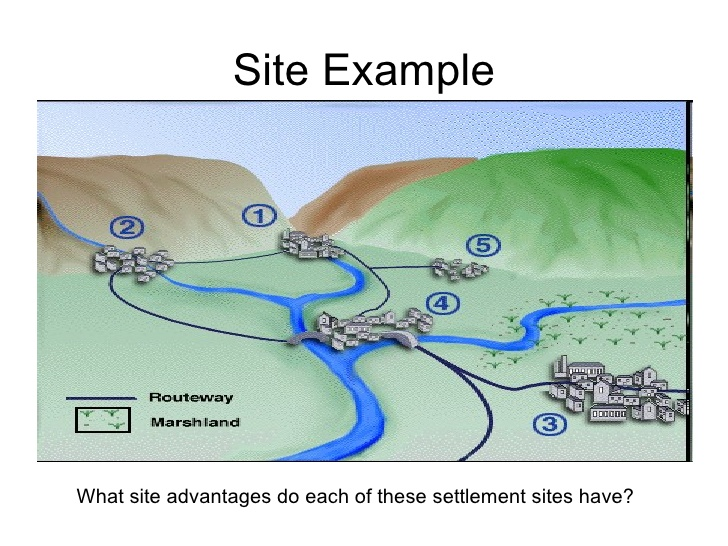 Site Example
①
②
⑤
④
Routeway
Marshland
③
What site advantages do each of these settlement sites have?